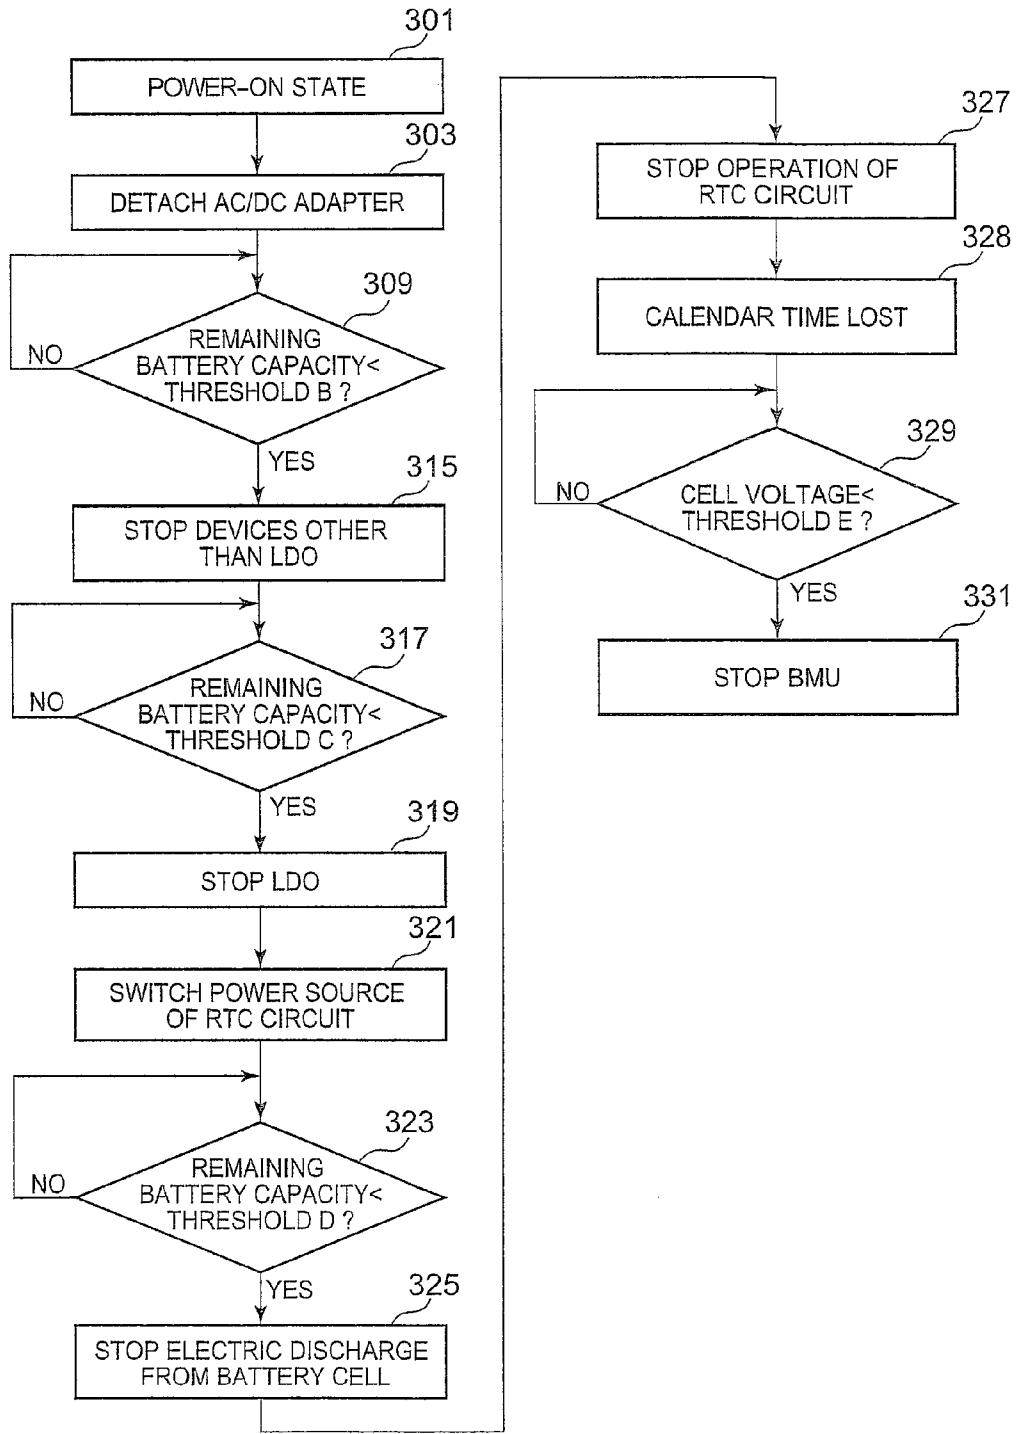 301
POWER-ON STATE
303
DETACH AC/DC ADAPTER
309
REMAINING
BATTERY CAPACITY<
THRESHOLD B ?
NO
YES
315
STOP DEVICES OTHER
THAN LDO
317
REMAINING
BATTERY CAPACITY<
THRESHOLD C ?
NO
YES
319
STOP LDO
321
SWITCH POWER SOURCE
OF RTC CIRCUIT
323
REMAINING
BATTERY CAPACITY<
THRESHOLD D ?
NO
YES
325
STOP ELECTRIC DISCHARGE
FROM BATTERY CELL
327
STOP OPERATION OF
RTC CIRCUIT
328
CALENDAR TIME LOST
329
CELL VOLTAGE<
THRESHOLD E ?
NO
YES
331
STOP BMU